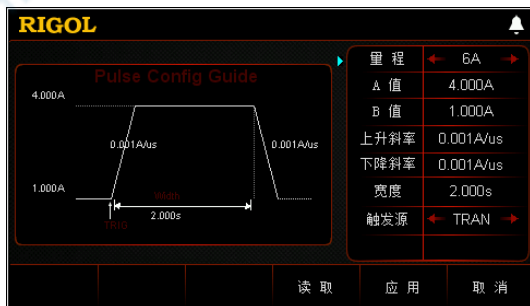 RIGOL
Pulse Config Guide
4.000A
0.001A/us
0.001A/us
1.000A
Width
2.000s
TRIG
量 程 6A
A 值 4.000A
B 值 1.000A
上升斜率 0.001A/us
下降斜率 0.001A/us
宽度 2.000s
触发源 TRAN
读 取 应 用 取 消